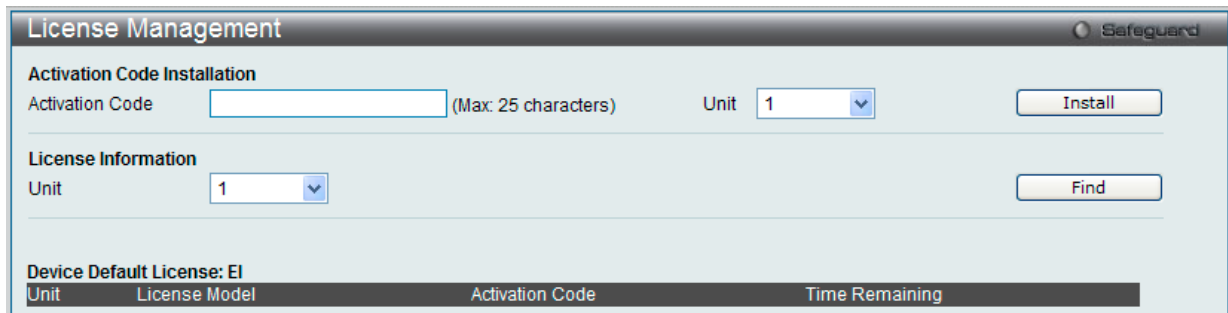 License Management Safeguard
Activation Code Installation
Activation Code (Max: 25 characters) Unit 1 Install
License Information
Unit 1 Find
Device Default License: EI
Unit License Model Activation Code Time Remaining